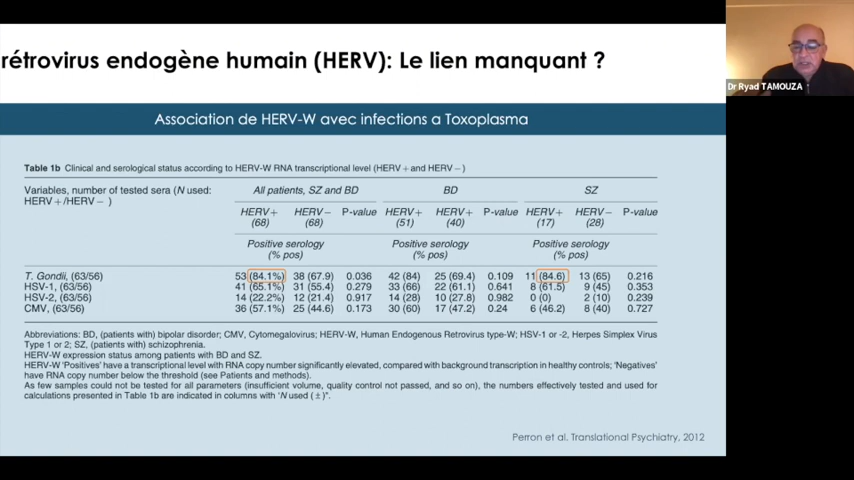 rétrovirus endogène humain (HERV): Le lien manquant ?
Dr Ryad TAMOUZA
Association de HERV-W avec infections a Toxoplasma
Table 1b Clinical and serological status according to HERV-W RNA transcriptional level (HERV + and HERV −)
Variables, number of tested sera (N used: HERV +/HERV − ) All patients, SZ and BD BD SZ
HERV+ (68) HERV− (68) P-value HERV+ (51) HERV+ (40) P-value HERV+ (17) HERV− (28) P-value
Positive serology (% pos) Positive serology (% pos) Positive serology (% pos)
T. Gondii, (63/56) 53 (84.1%) 38 (67.9) 0.036 42 (84) 25 (69.4) 0.109 11 (84.6) 13 (65) 0.216
HSV-1, (63/56) 41 (65.1%) 31 (55.4) 0.279 33 (66) 22 (61.1) 0.641 8 (61.5) 9 (45) 0.353
HSV-2, (63/56) 14 (22.2%) 12 (21.4) 0.917 14 (28) 10 (27.8) 0.982 0 (0) 2 (10) 0.239
CMV, (63/56) 36 (57.1%) 25 (44.6) 0.173 30 (60) 17 (47.2) 0.24 6 (46.2) 8 (40) 0.727
Abbreviations: BD, (patients with) bipolar disorder; CMV, Cytomegalovirus; HERV-W, Human Endogenous Retrovirus type-W; HSV-1 or -2, Herpes Simplex Virus
Type 1 or 2; SZ, (patients with) schizophrenia.
HERV-W expression status among patients with BD and SZ.
HERV-W 'Positives' have a transcriptional level with RNA copy number significantly elevated, compared with background transcription in healthy controls; 'Negatives'
have RNA copy number below the threshold (see Patients and methods).
As few samples could not be tested for all parameters (insufficient volume, quality control not passed, and so on), the numbers effectively tested and used for
calculations presented in Table 1b are indicated in columns with 'N used ( ± )".
Perron et al. Translational Psychiatry, 2012